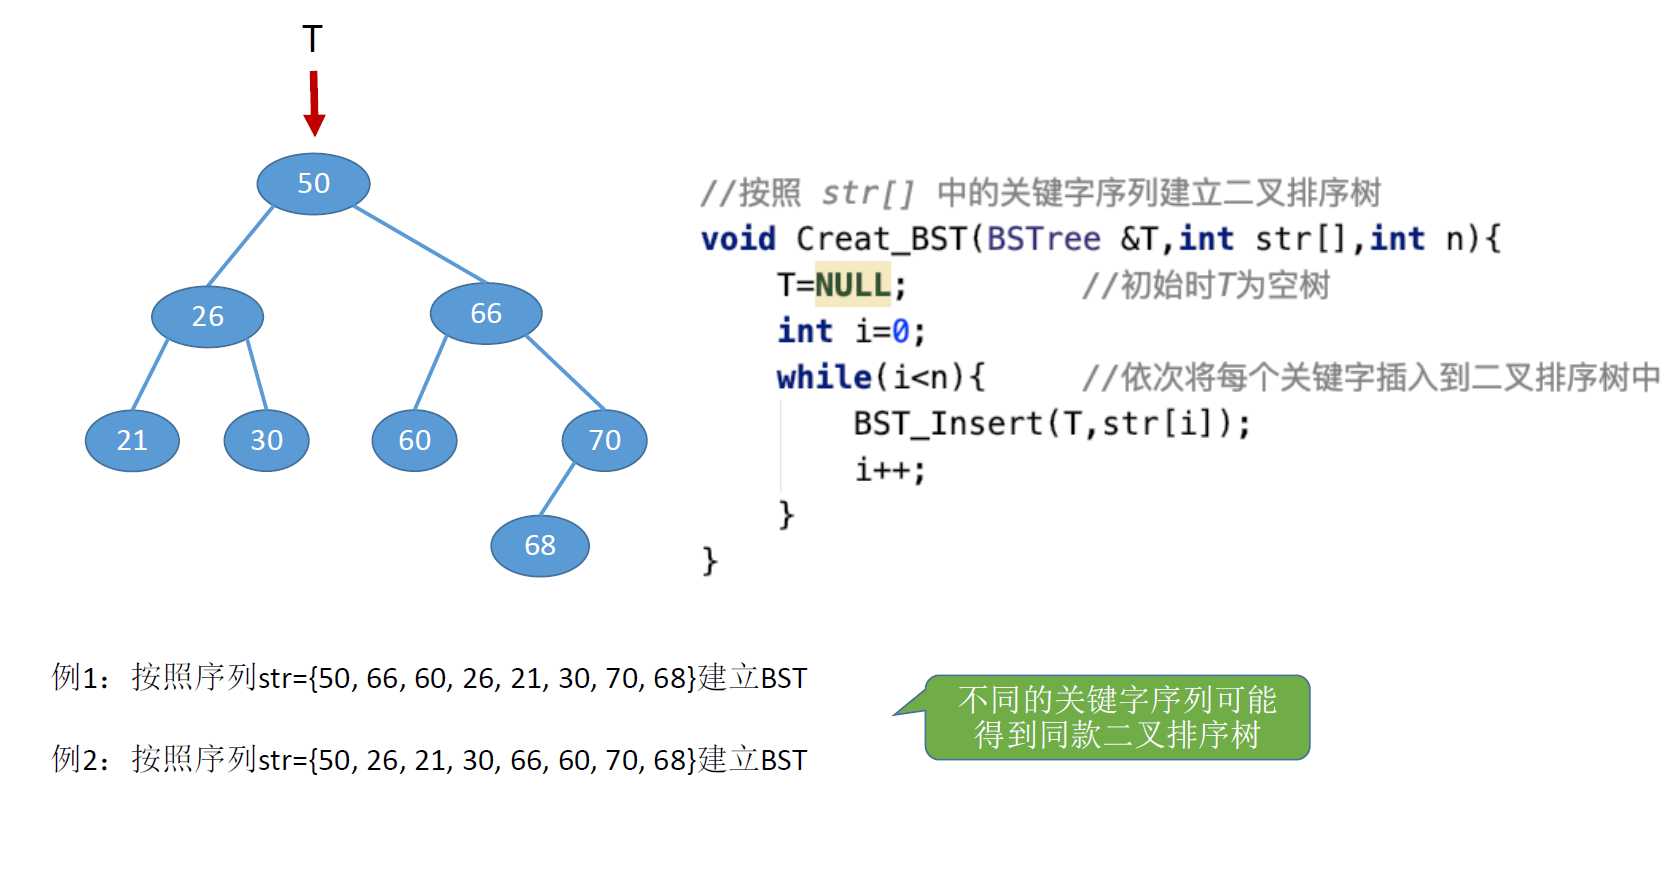 T
50
26
66
21
30
60
70
68
//按照 str[] 中的关键字序列建立二叉排序树
void Creat_BST(BSTree &T,int str[],int n){
T=NULL; //初始时T为空树
int i=0;
while(i<n){ //依次将每个关键字插入到二叉排序树中
BST_Insert(T,str[i]);
i++;
}
}
例1：按照序列str={50, 66, 60, 26, 21, 30, 70, 68}建立BST
例2：按照序列str={50, 26, 21, 30, 66, 60, 70, 68}建立BST
不同的关键字序列可能
得到同款二叉排序树